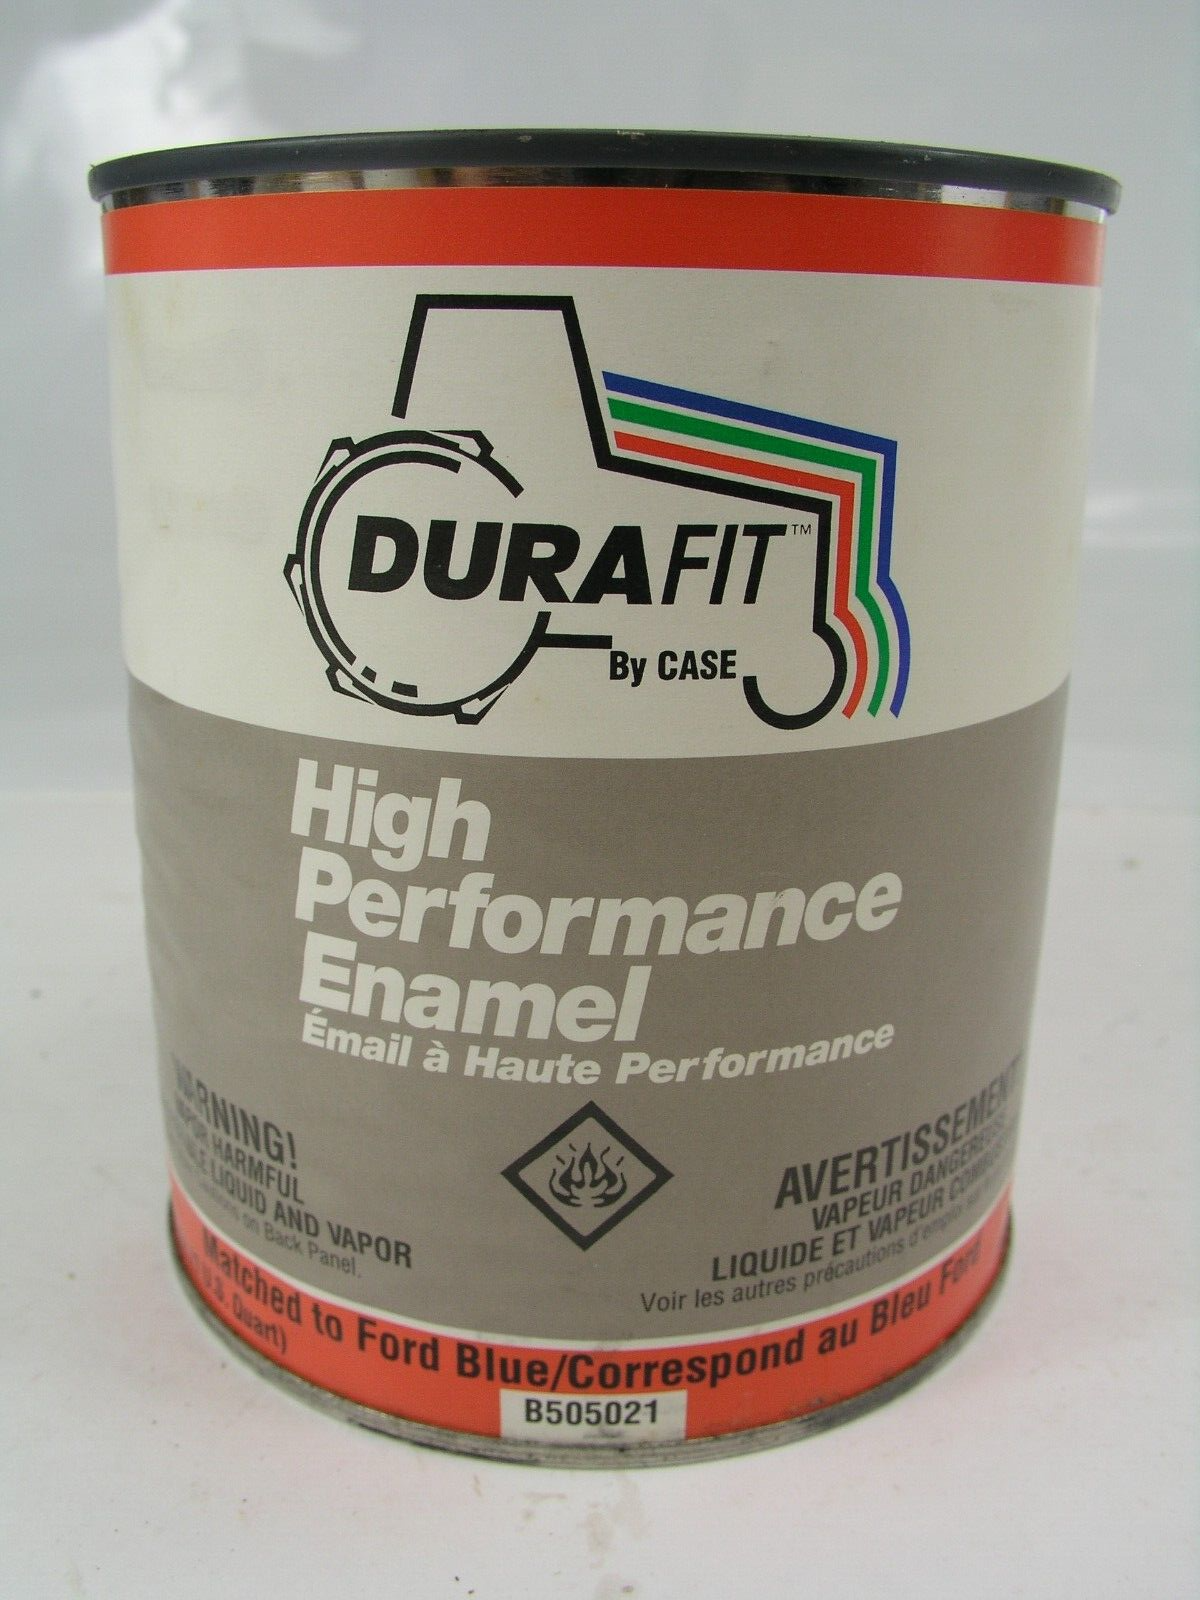 DURAFIT™
By CASE
High
Performance
Enamel
Émail à Haute Performance
WARNING!
VAPOR HARMFUL
LIQUID AND VAPOR
on Back Panel.
AVERTISSEMENT
VAPEUR DANGEREUSE
LIQUIDE ET VAPEUR
Voir les autres précautions d'emploi
Matched to Ford Blue/Correspond au Bleu Ford
U.S. Quart)
B505021